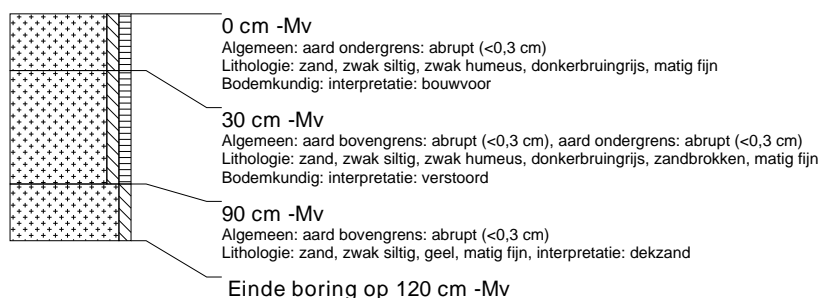 0 cm -Mv
Algemeen: aard ondergrens: abrupt (<0,3 cm)
Lithologie: zand, zwak siltig, zwak humeus, donkerbruingrijs, matig fijn
Bodemkundig: interpretatie: bouwvoor
30 cm -Mv
Algemeen: aard bovengrens: abrupt (<0,3 cm), aard ondergrens: abrupt (<0,3 cm)
Lithologie: zand, zwak siltig, zwak humeus, donkerbruingrijs, zandbrokken, matig fijn
Bodemkundig: interpretatie: verstoord
90 cm -Mv
Algemeen: aard bovengrens: abrupt (<0,3 cm)
Lithologie: zand, zwak siltig, geel, matig fijn, interpretatie: dekzand
Einde boring op 120 cm -Mv